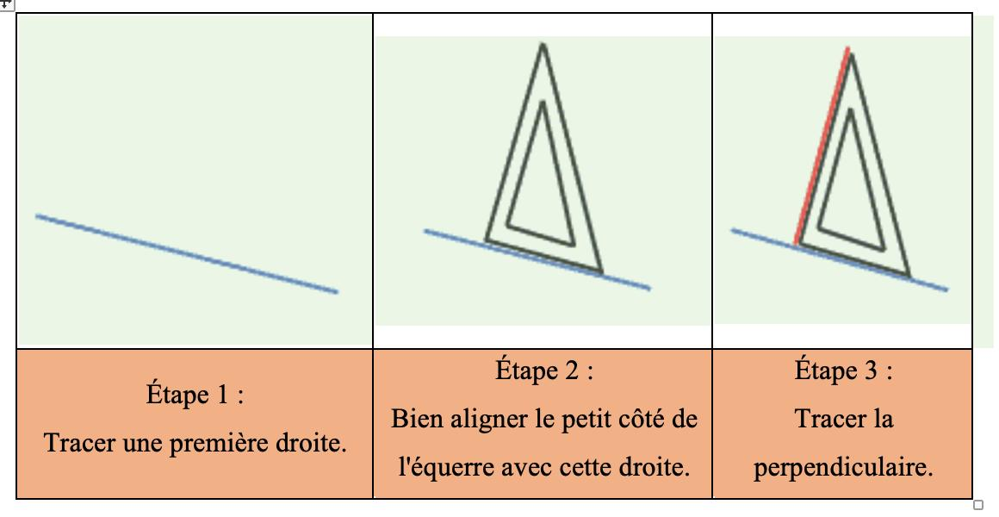 Étape 1 :
Tracer une première droite.
Étape 2 :
Bien aligner le petit côté de
l'équerre avec cette droite.
Étape 3 :
Tracer la
perpendiculaire.